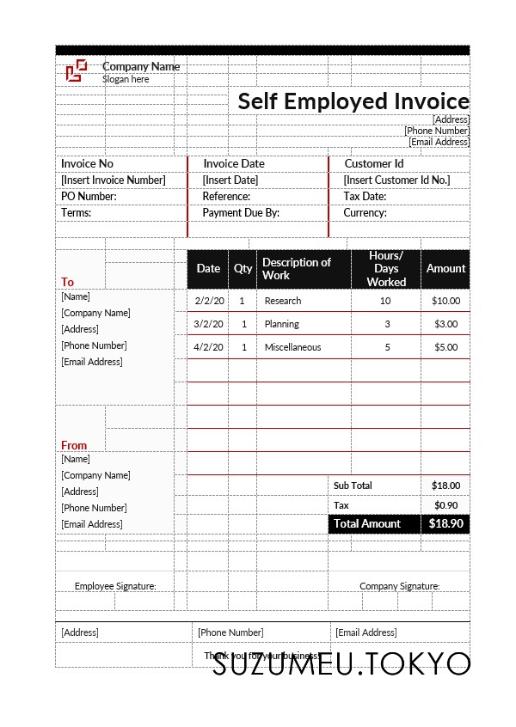 Company Name
Slogan here
Self Employed Invoice
[Address]
[Phone Number]
[Email Address]
Invoice No Invoice Date Customer Id
[Insert Invoice Number] [Insert Date] [Insert Customer Id No.]
PO Number: Reference: Tax Date:
Terms: Payment Due By: Currency:
Date Qty Description of Work Hours/ Days Worked Amount
To
[Name]
[Company Name]
[Address]
[Phone Number]
[Email Address]
2/2/20 1 Research 10 $10.00
3/2/20 1 Planning 3 $3.00
4/2/20 1 Miscellaneous 5 $5.00
From
[Name]
[Company Name]
[Address]
[Phone Number]
[Email Address]
Sub Total $18.00
Tax $0.90
Total Amount $18.90
Employee Signature: Company Signature:
[Address] [Phone Number] [Email Address]
Thank you for your business
SUZUMEU.TOKYO